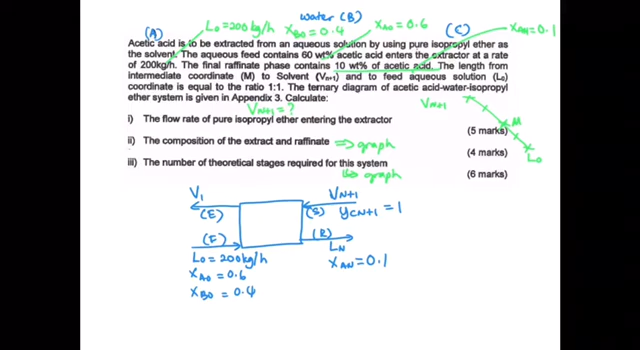 water (B)
(A) L0 = 200 kg/h XB0 = 0.4 XA0 = 0.6 (C) XAN = 0.1
Acetic acid is to be extracted from an aqueous solution by using pure isopropyl ether as
the solvent. The aqueous feed contains 60 wt% acetic acid enters the extractor at a rate
of 200kg/h. The final raffinate phase contains 10 wt% of acetic acid. The length from
intermediate coordinate (M) to Solvent (Vn+1) and to feed aqueous solution (L0)
coordinate is equal to the ratio 1:1. The ternary diagram of acetic acid-water-isopropyl
ether system is given in Appendix 3. Calculate:
VN+1 = ?
VN+1
i) The flow rate of pure isopropyl ether entering the extractor
(5 marks)
M
ii) The composition of the extract and raffinate ⇒ graph
L0
(4 marks)
iii) The number of theoretical stages required for this system
graph
(6 marks)
V1 VN+1
(E) (S) yCN+1 = 1
(F) (R)
L0 = 200kg/h LN
XA0 = 0.6 XAN = 0.1
XB0 = 0.4